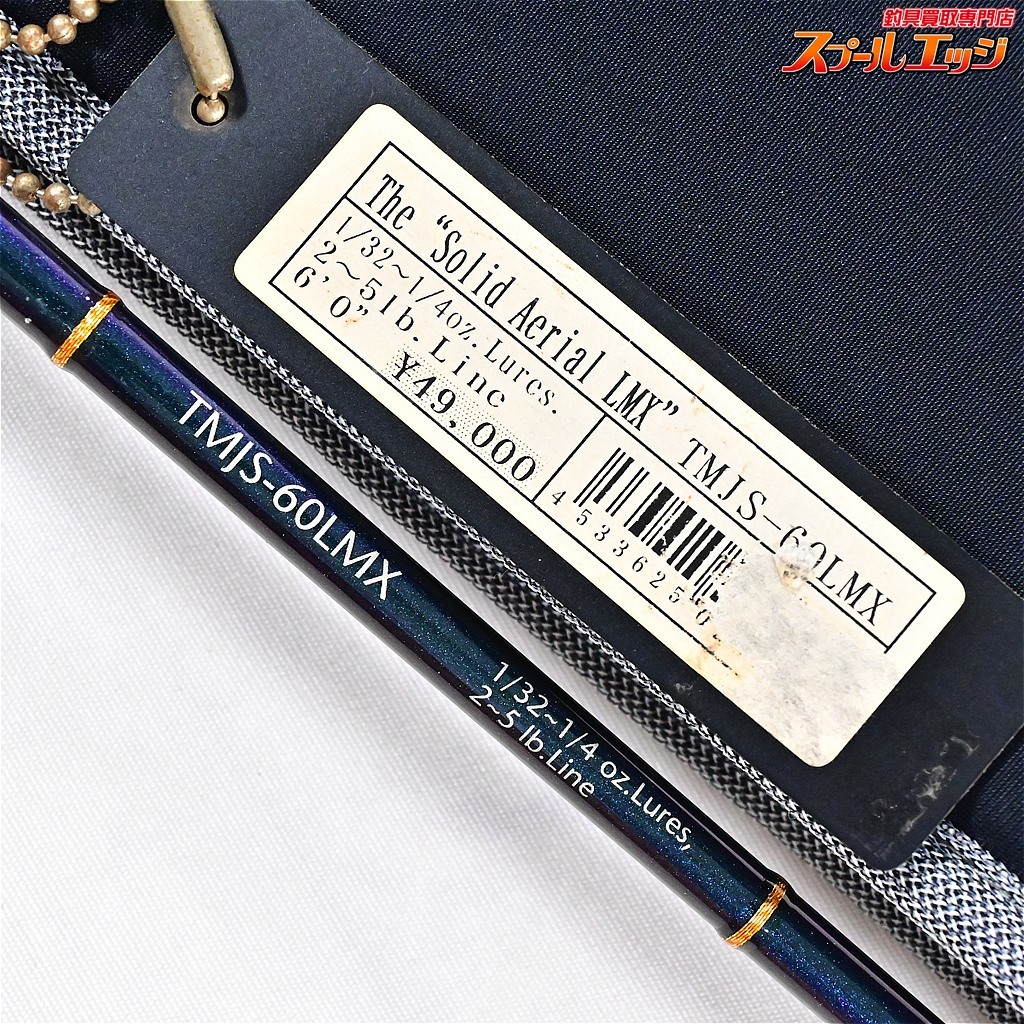 釣具買取専門店
スプールエッジ
The “Solid Aerial LMX” TMJS-60LMX
1/32~1/4oz. Lures.
2~5lb. Line
6’0”
¥49,000
4533625
TMJS-60LMX
1/32~1/4 oz.Lures,
2~5 lb.Line